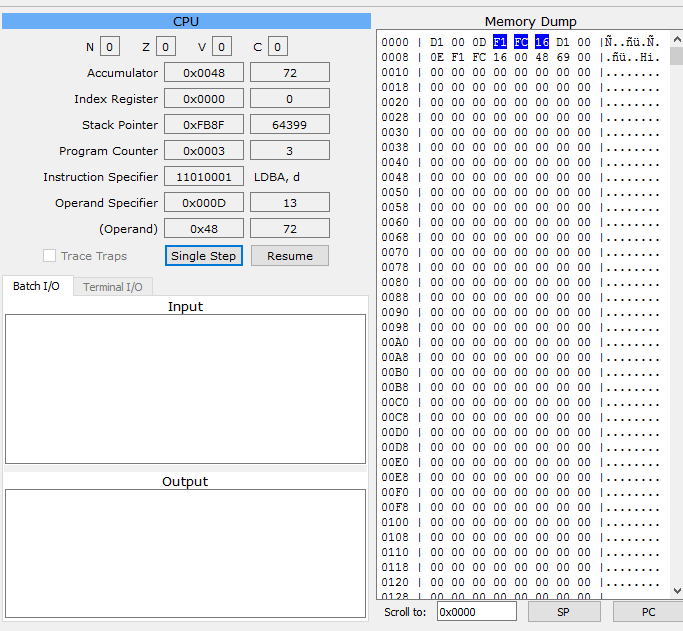 CPU
N 0 Z 0 V 0 C 0
Accumulator 0x0048 72
Index Register 0x0000 0
Stack Pointer 0xFB8F 64399
Program Counter 0x0003 3
Instruction Specifier 11010001 LDBA, d
Operand Specifier 0x000D 13
(Operand) 0x48 72
Trace Traps Single Step Resume
Batch I/O Terminal I/O
Input
Output
Memory Dump
0000 | D1 00 0D F1 FC 16 D1 00 |Ñ..ñü.Ñ.
0008 | 0E F1 FC 16 00 48 69 00 |.ñü..Hi.
0010 | 00 00 00 00 00 00 00 00 |........
0018 | 00 00 00 00 00 00 00 00 |........
0020 | 00 00 00 00 00 00 00 00 |........
0028 | 00 00 00 00 00 00 00 00 |........
0030 | 00 00 00 00 00 00 00 00 |........
0038 | 00 00 00 00 00 00 00 00 |........
0040 | 00 00 00 00 00 00 00 00 |........
0048 | 00 00 00 00 00 00 00 00 |........
0050 | 00 00 00 00 00 00 00 00 |........
0058 | 00 00 00 00 00 00 00 00 |........
0060 | 00 00 00 00 00 00 00 00 |........
0068 | 00 00 00 00 00 00 00 00 |........
0070 | 00 00 00 00 00 00 00 00 |........
0078 | 00 00 00 00 00 00 00 00 |........
0080 | 00 00 00 00 00 00 00 00 |........
0088 | 00 00 00 00 00 00 00 00 |........
0090 | 00 00 00 00 00 00 00 00 |........
0098 | 00 00 00 00 00 00 00 00 |........
00A0 | 00 00 00 00 00 00 00 00 |........
00A8 | 00 00 00 00 00 00 00 00 |........
00B0 | 00 00 00 00 00 00 00 00 |........
00B8 | 00 00 00 00 00 00 00 00 |........
00C0 | 00 00 00 00 00 00 00 00 |........
00C8 | 00 00 00 00 00 00 00 00 |........
00D0 | 00 00 00 00 00 00 00 00 |........
00D8 | 00 00 00 00 00 00 00 00 |........
00E0 | 00 00 00 00 00 00 00 00 |........
00E8 | 00 00 00 00 00 00 00 00 |........
00F0 | 00 00 00 00 00 00 00 00 |........
00F8 | 00 00 00 00 00 00 00 00 |........
0100 | 00 00 00 00 00 00 00 00 |........
0108 | 00 00 00 00 00 00 00 00 |........
0110 | 00 00 00 00 00 00 00 00 |........
0118 | 00 00 00 00 00 00 00 00 |........
0120 | 00 00 00 00 00 00 00 00 |........
0128 | 00 00 00 00 00 00 00 00 |........
Scroll to: 0x0000 SP PC